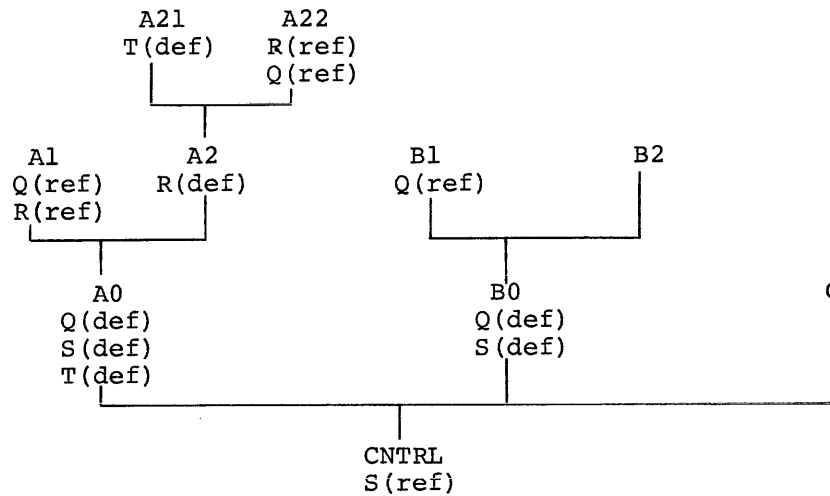 A21 A22
T(def) R(ref)
Q(ref)
A1 A2 B1 B2
Q(ref) R(def) Q(ref)
R(ref)
A0 B0
Q(def) Q(def)
S(def) S(def)
T(def)
CNTRL
S(ref)